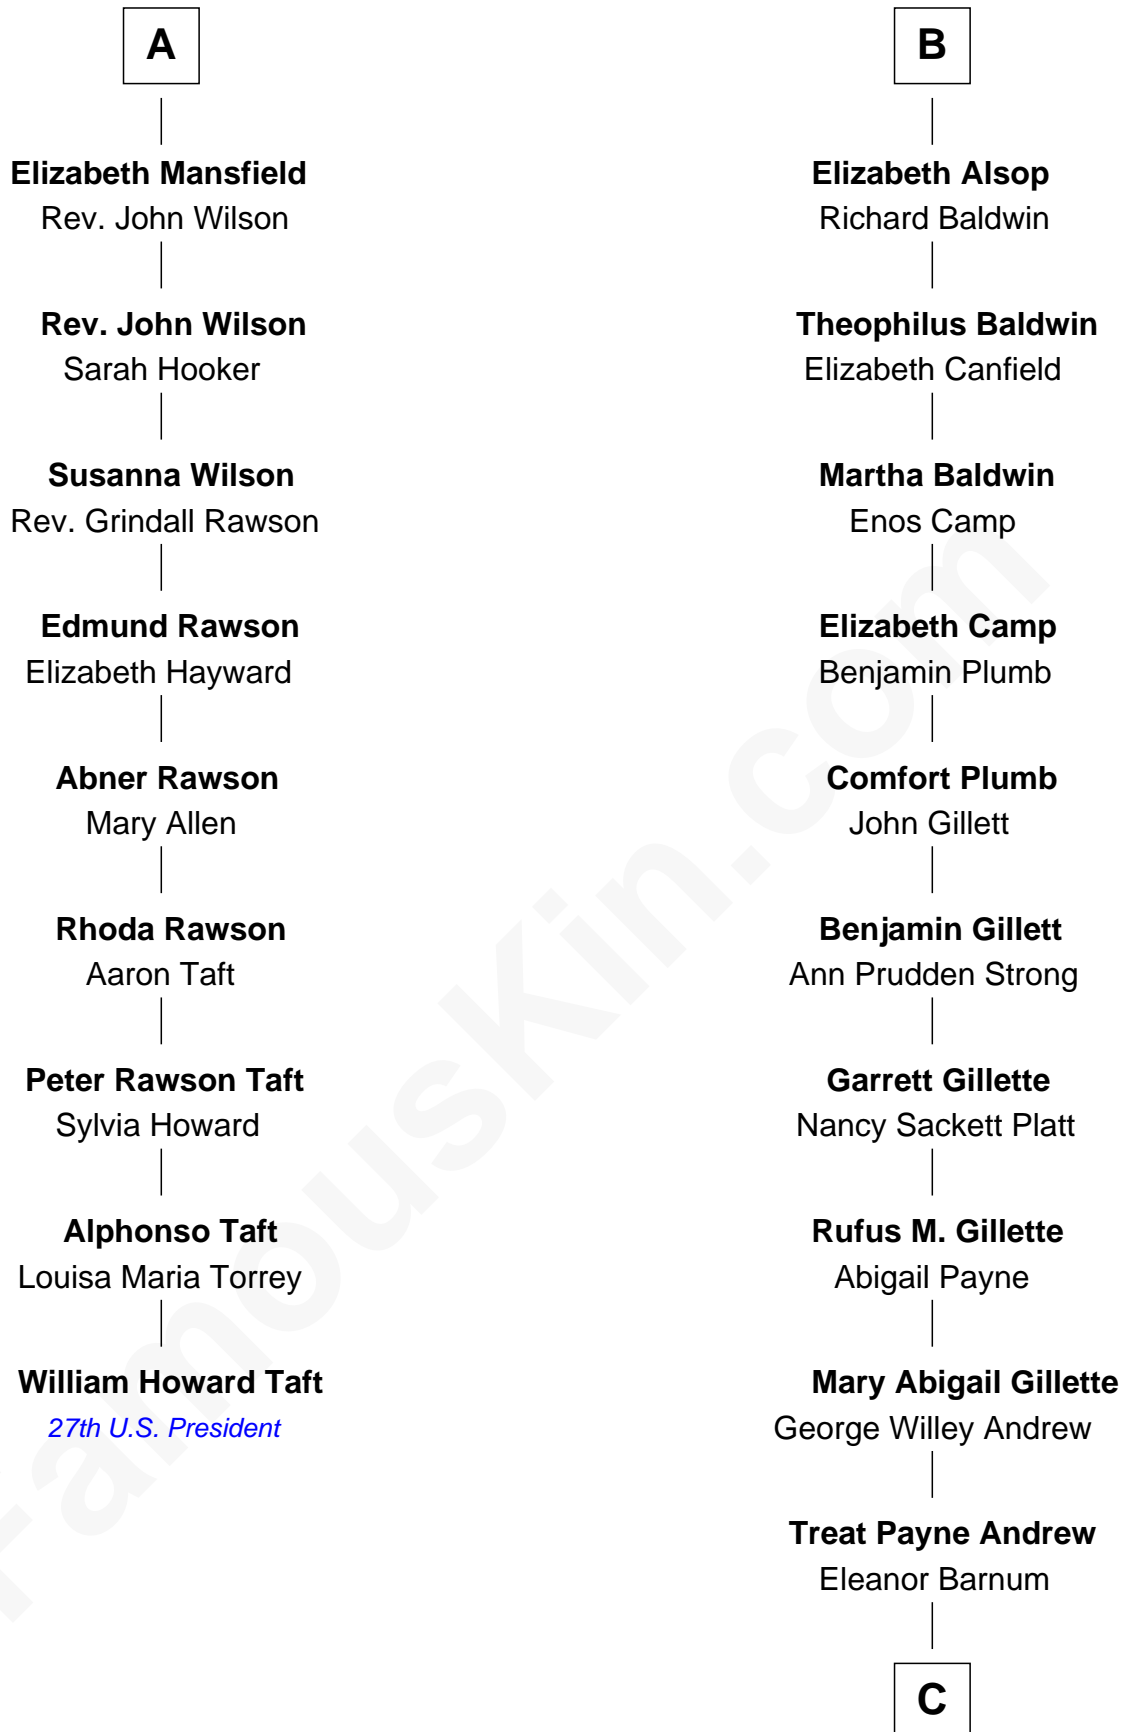 A
Elizabeth Mansfield
Rev. John Wilson
Rev. John Wilson
Sarah Hooker
Susanna Wilson
Rev. Grindall Rawson
Edmund Rawson
Elizabeth Hayward
Abner Rawson
Mary Allen
Rhoda Rawson
Aaron Taft
Peter Rawson Taft
Sylvia Howard
Alphonso Taft
Louisa Maria Torrey
William Howard Taft
27th U.S. President
B
Elizabeth Alsop
Richard Baldwin
Theophilus Baldwin
Elizabeth Canfield
Martha Baldwin
Enos Camp
Elizabeth Camp
Benjamin Plumb
Comfort Plumb
John Gillett
Benjamin Gillett
Ann Prudden Strong
Garrett Gillette
Nancy Sackett Platt
Rufus M. Gillette
Abigail Payne
Mary Abigail Gillette
George Willey Andrew
Treat Payne Andrew
Eleanor Barnum
C
FamousKin.com